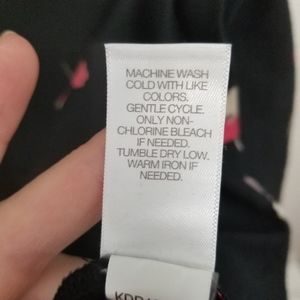 MACHINE WASH
COLD WITH LIKE
COLORS.
GENTLE CYCLE.
ONLY NON-
CHLORINE BLEACH
IF NEEDED.
TUMBLE DRY LOW.
WARM IRON IF
NEEDED.